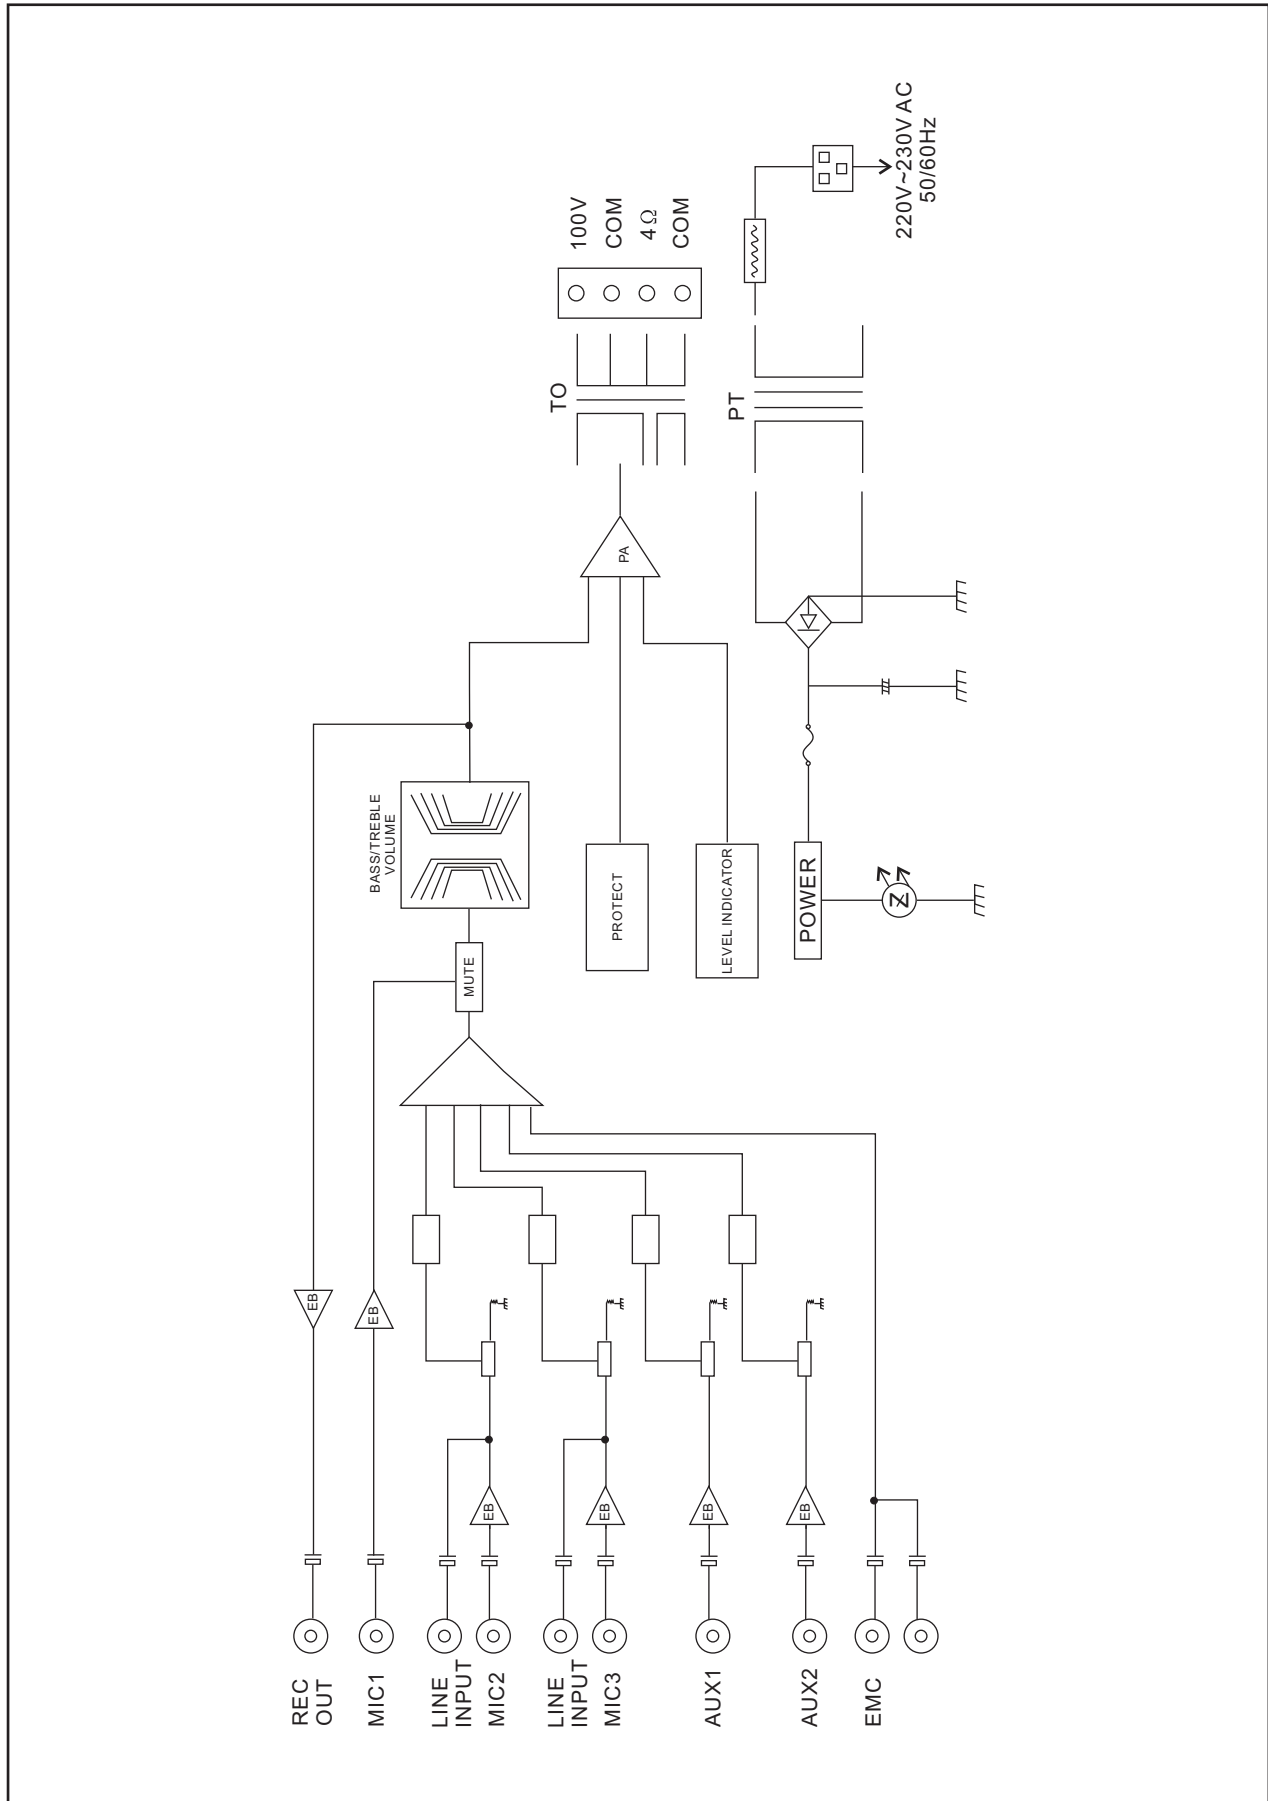 REC
OUT
MIC1
LINE
INPUT
MIC2
LINE
INPUT
MIC3
AUX1
AUX2
EMC
EB
EB
EB
EB
EB
EB
MUTE
BASS/TREBLE
VOLUME
PROTECT
LEVEL INDICATOR
POWER
PA
TO
PT
100V
COM
4Ω
COM
220V~230V AC
50/60Hz